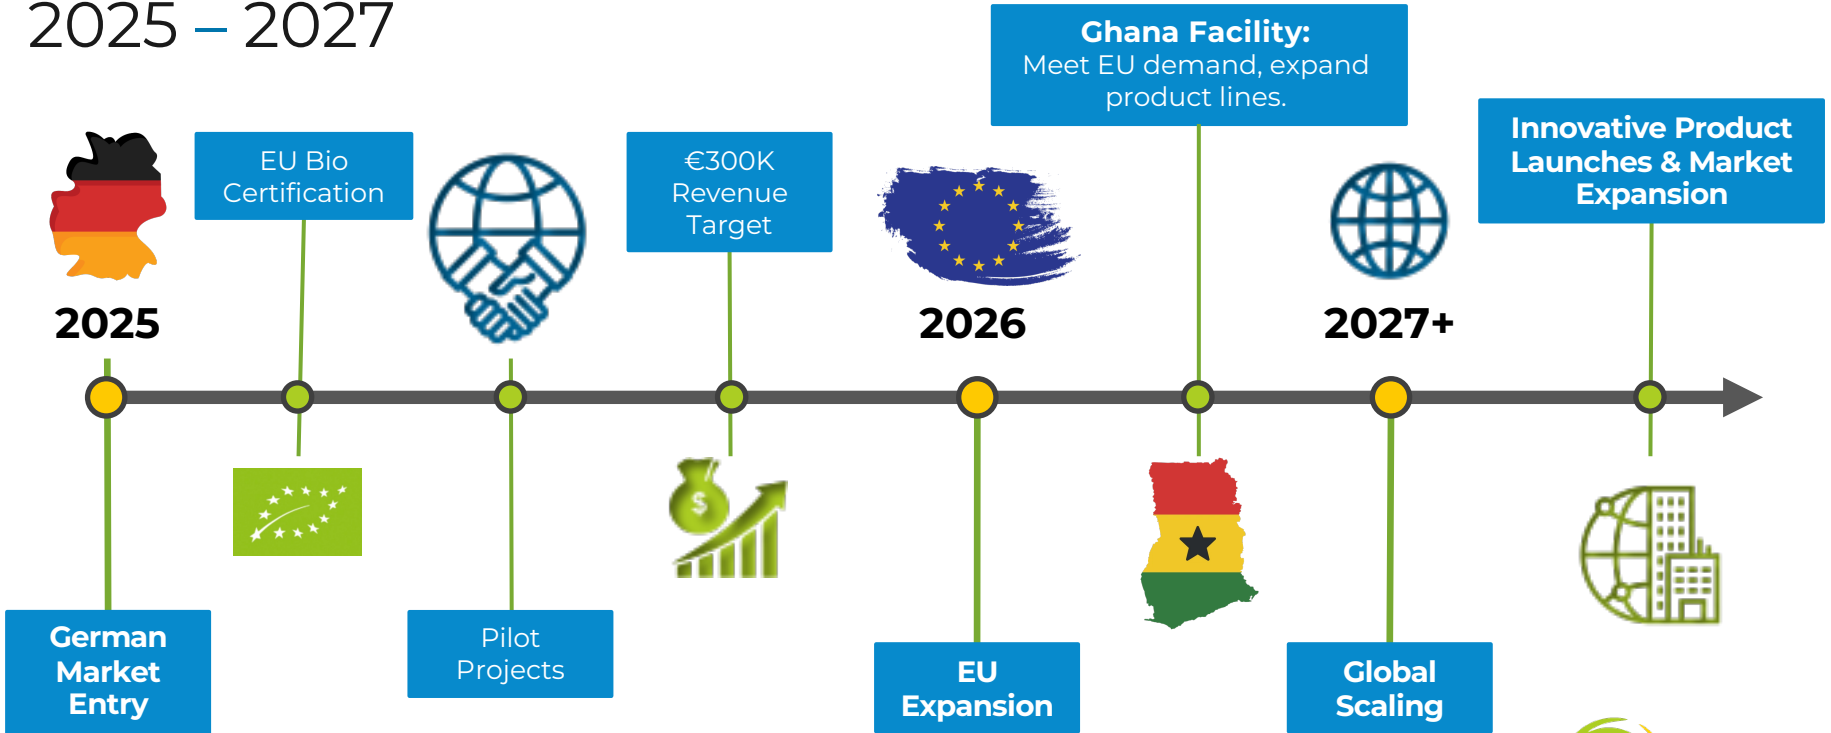 2025 – 2027
Ghana Facility:
Meet EU demand, expand
product lines.
Innovative Product
Launches & Market
Expansion
EU Bio
Certification
€300K
Revenue
Target
2025
2026
2027+
$
German
Market
Entry
Pilot
Projects
EU
Expansion
Global
Scaling